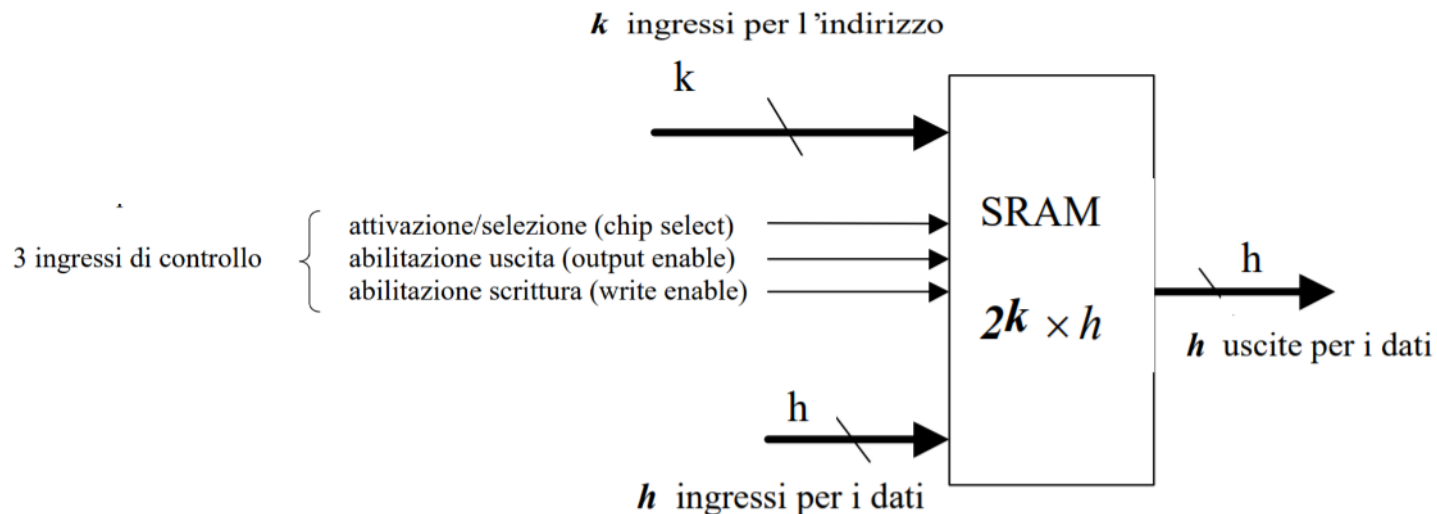 k ingressi per l'indirizzo
k
3 ingressi di controllo
attivazione/selezione (chip select)
abilitazione uscita (output enable)
abilitazione scrittura (write enable)
SRAM
2k × h
h
h uscite per i dati
h
h ingressi per i dati